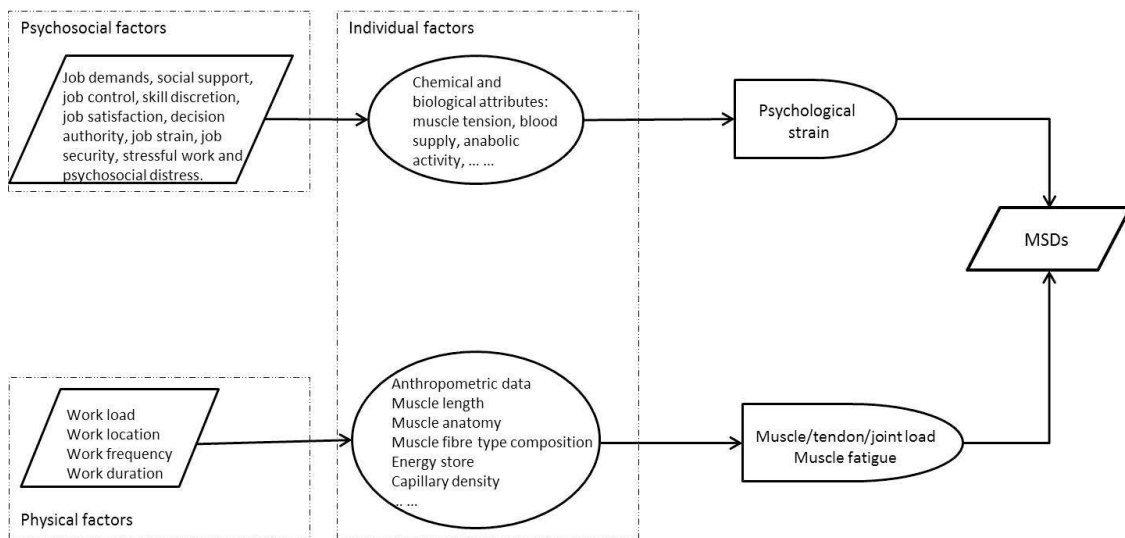 Psychosocial factors
Job demands, social support,
job control, skill discretion,
job satisfaction, decision
authority, job strain, job
security, stressful work and
psychosocial distress.
Individual factors
Chemical and
biological attributes:
muscle tension, blood
supply, anabolic
activity, ... ...
Psychological
strain
MSDs
Work load
Work location
Work frequency
Work duration
Physical factors
Anthropometric data
Muscle length
Muscle anatomy
Muscle fibre type composition
Energy store
Capillary density
... ...
Muscle/tendon/joint load
Muscle fatigue